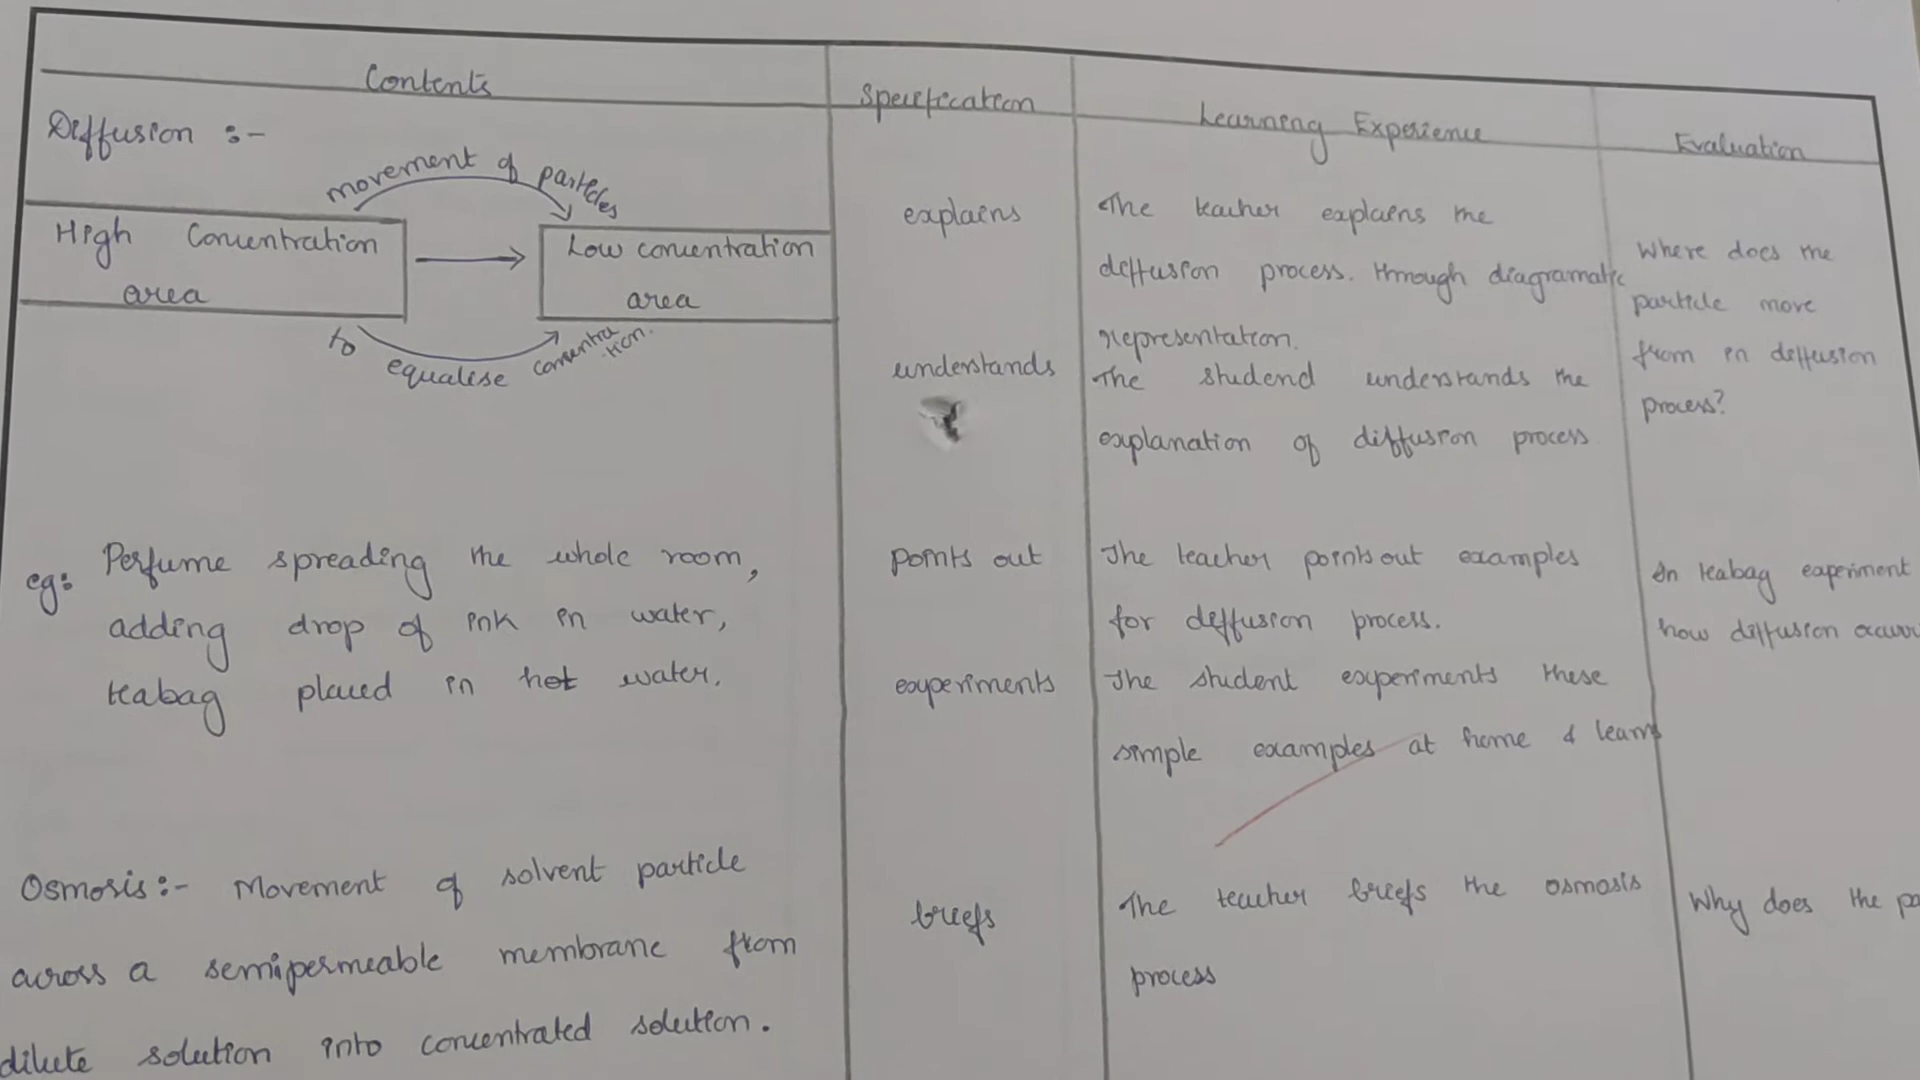 Contents
Specification
Learning Experience
Evaluation
Diffusion :-
movement of particles
High Concentration
area
Low concentration
area
to equalise concentra
-tion.
eg: Perfume spreading the whole room,
adding drop of ink in water,
teabag placed in hot water.
Osmosis:- Movement of solvent particle
across a semipermeable membrane from
dilute solution into concentrated solution.
explains
understands
points out
experiments
briefs
The teacher explains the
diffusion process. through diagramatic
representation.
The studend understands the
explanation of diffusion process
The teacher points out examples
for diffusion process.
The student experiments these
simple examples at home & learns
The teacher briefs the osmosis
process
Where does the
particle move
from in diffusion
process?
In teabag experiment
how diffusion
Why does the